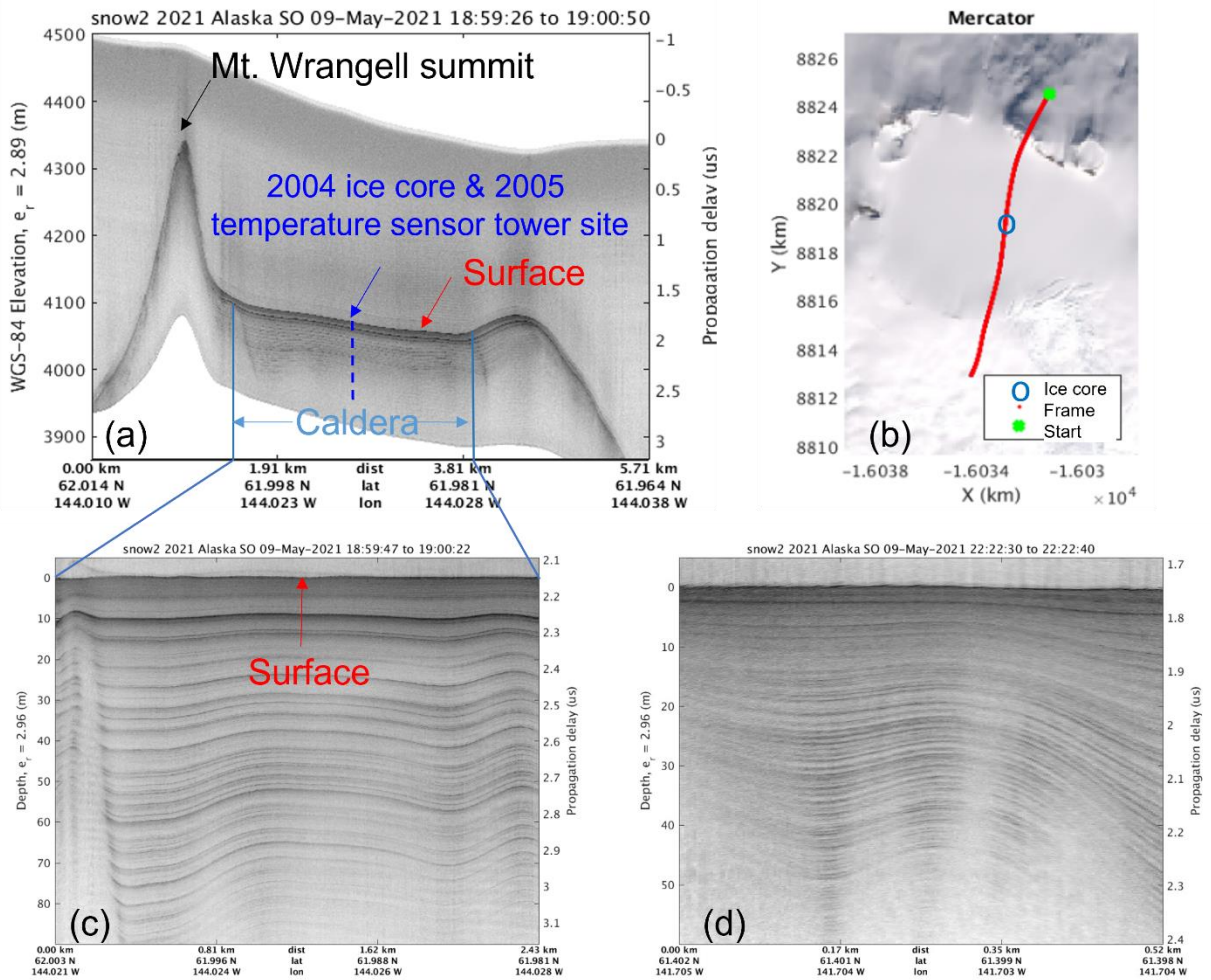 snow2 2021 Alaska SO 09-May-2021 18:59:26 to 19:00:50
4500
4400
4300
4200
4100
4000
3900
WGS-84 Elevation, e_r = 2.89 (m)
Mt. Wrangell summit
2004 ice core & 2005
temperature sensor tower site
Surface
Caldera
(a)
-1
-0.5
0
0.5
1
1.5
2
2.5
3
Propagation delay (us)
0.00 km 1.91 km dist 3.81 km 5.71 km
62.014 N 61.998 N lat 61.981 N 61.964 N
144.010 W 144.023 W lon 144.028 W 144.038 W
Mercator
8826
8824
8822
8820
8818
8816
8814
8812
8810
Y (km)
(b)
O Ice core
Frame
Start
-1.6038 -1.6034 -1.603
X (km) × 10^4
snow2 2021 Alaska SO 09-May-2021 18:59:47 to 19:00:22
0
10
20
30
40
50
60
70
80
Depth, e_r = 2.96 (m)
Surface
(c)
2.1
2.2
2.3
2.4
2.5
2.6
2.7
2.8
2.9
3
3.1
Propagation delay (us)
0.00 km 0.81 km dist 1.62 km 2.43 km
62.003 N 61.996 N lat 61.988 N 61.981 N
144.021 W 144.024 W lon 144.026 W 144.028 W
snow2 2021 Alaska SO 09-May-2021 22:22:30 to 22:22:40
0
10
20
30
40
50
Depth, e_r = 2.96 (m)
(d)
1.7
1.8
1.9
2
2.1
2.2
2.3
2.4
Propagation delay (us)
0.00 km 0.17 km dist 0.35 km 0.52 km
61.402 N 61.401 N lat 61.399 N 61.398 N
141.705 W 141.704 W lon 141.703 W 141.704 W